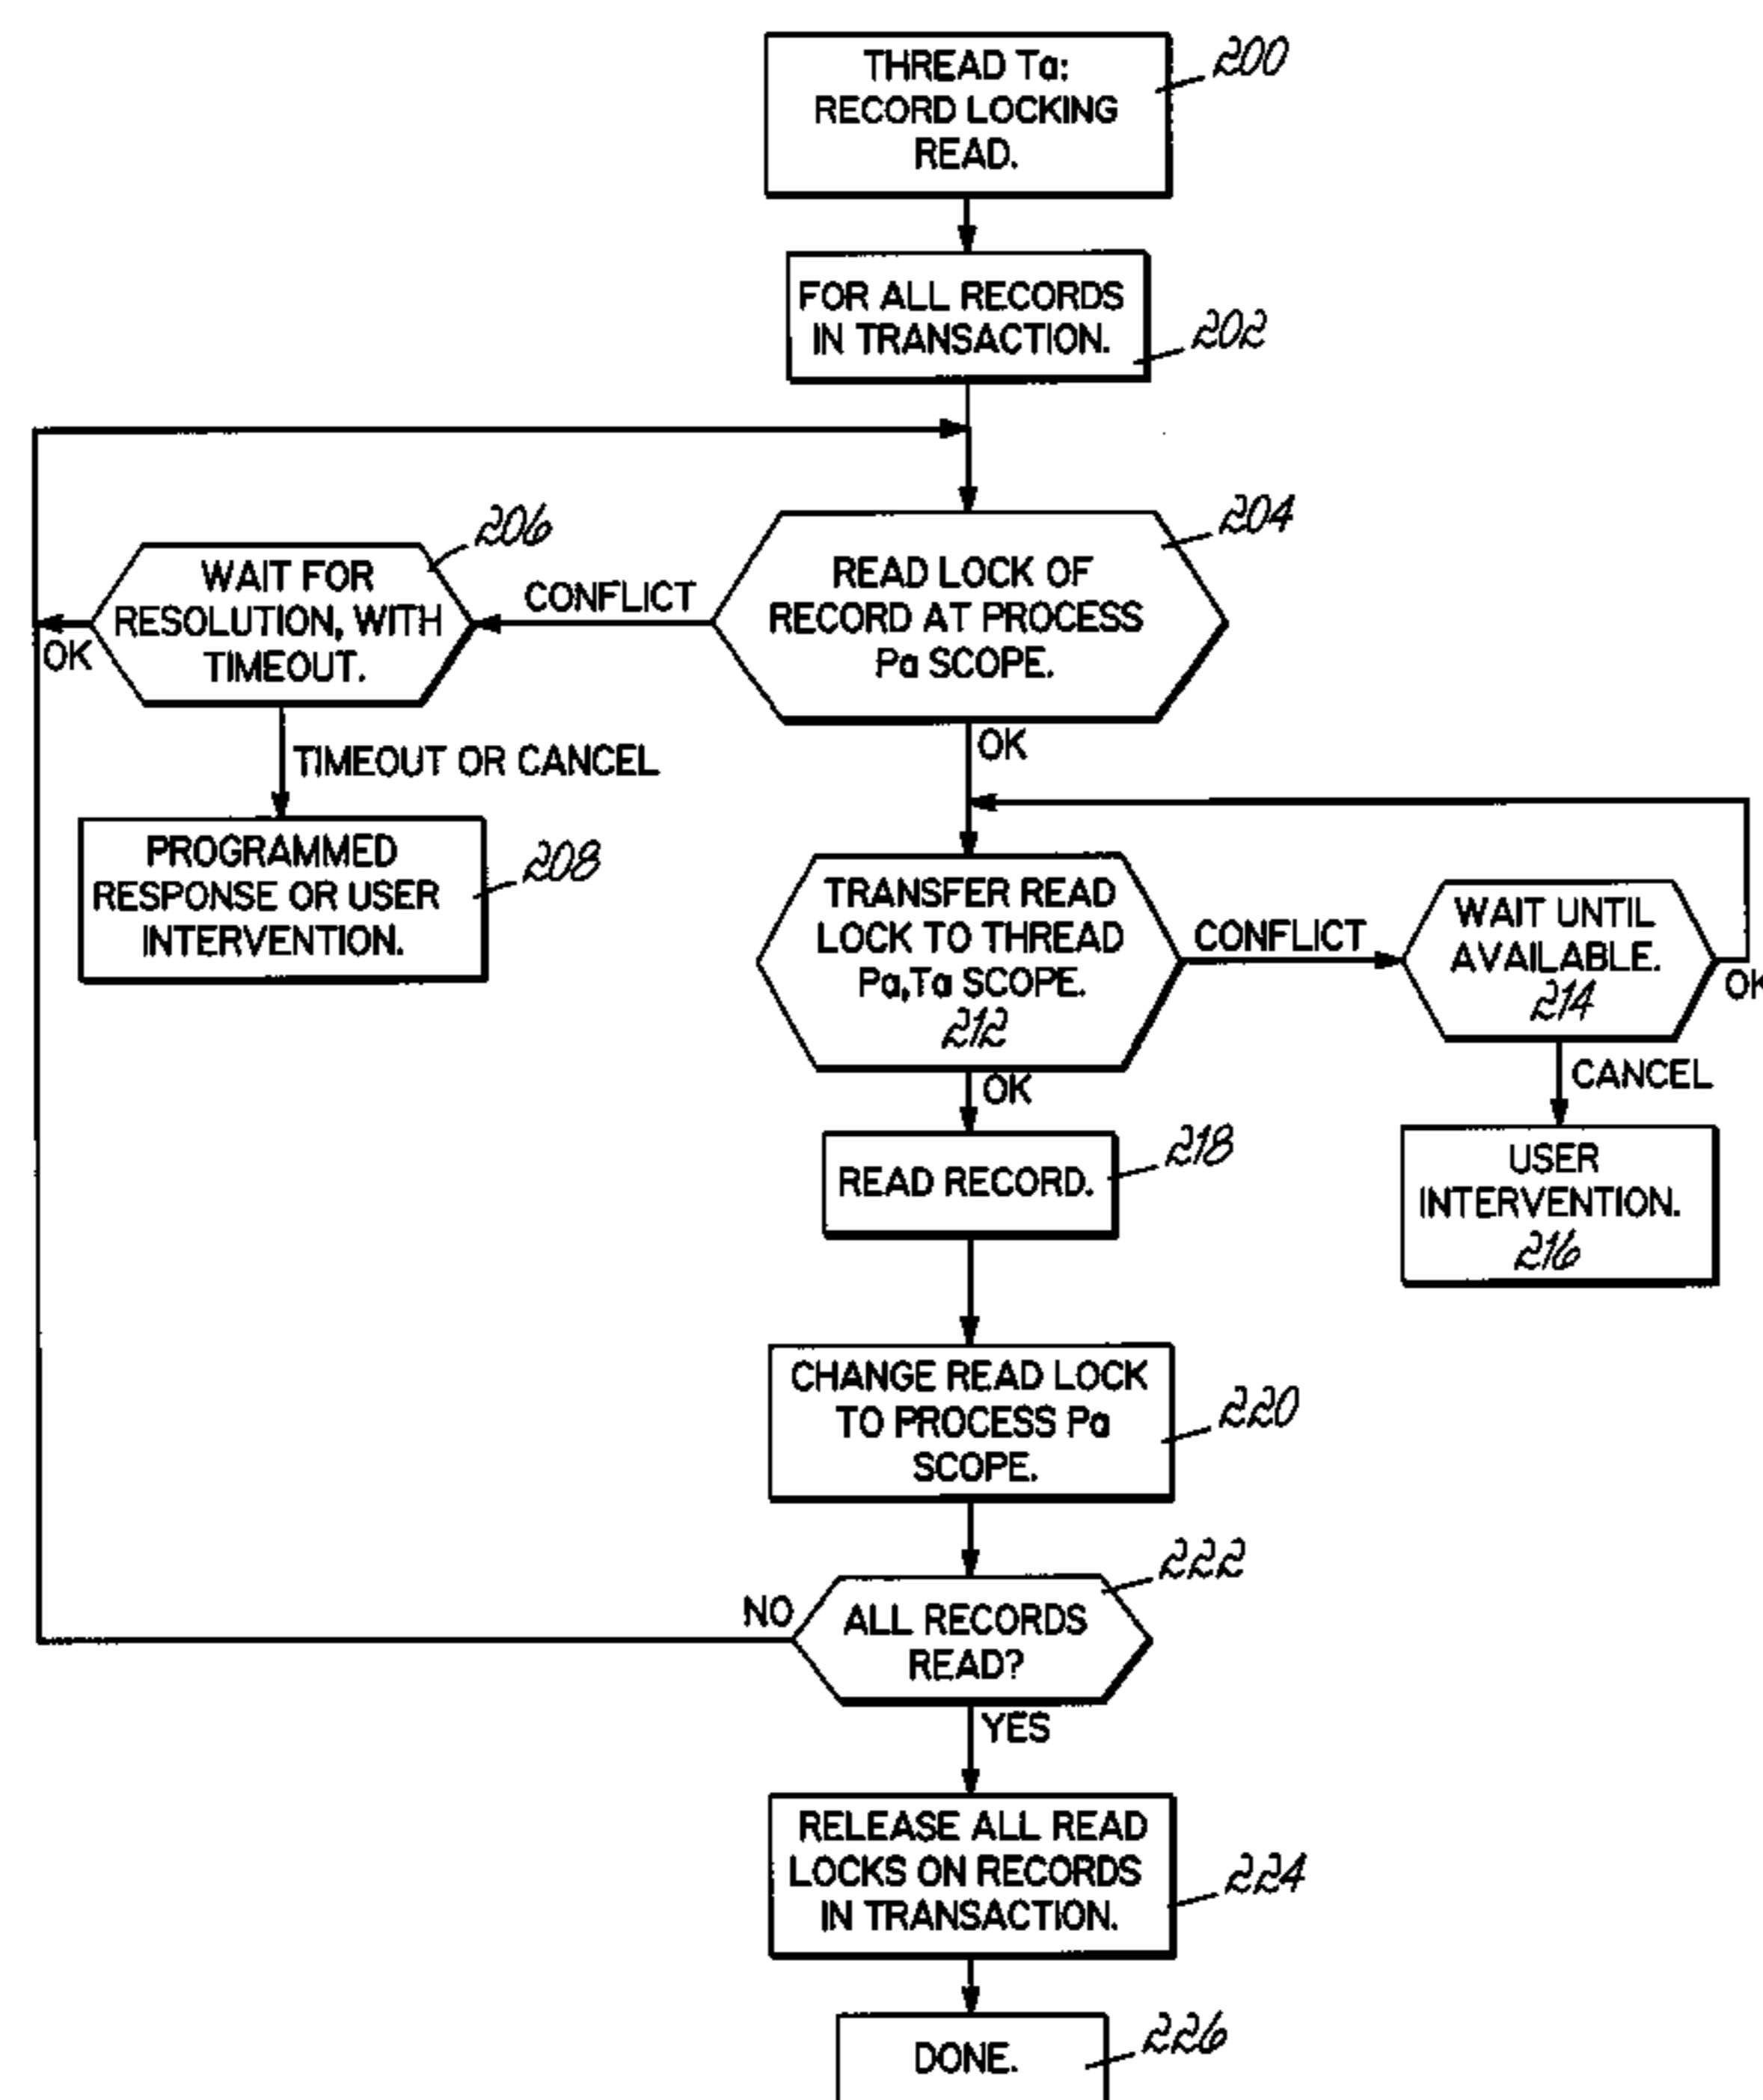 THREAD Ta:
RECORD LOCKING
READ.
200
FOR ALL RECORDS
IN TRANSACTION.
202
204
READ LOCK OF
RECORD AT PROCESS
Pa SCOPE.
206
WAIT FOR
RESOLUTION, WITH
TIMEOUT.
CONFLICT
OK
OK
TIMEOUT OR CANCEL
PROGRAMMED
RESPONSE OR USER
INTERVENTION.
208
TRANSFER READ
LOCK TO THREAD
Pa,Ta SCOPE.
212
CONFLICT
WAIT UNTIL
AVAILABLE.
214
OK
OK
CANCEL
USER
INTERVENTION.
216
READ RECORD.
218
CHANGE READ LOCK
TO PROCESS Pa
SCOPE.
220
222
ALL RECORDS
READ?
NO
YES
RELEASE ALL READ
LOCKS ON RECORDS
IN TRANSACTION.
224
DONE.
226